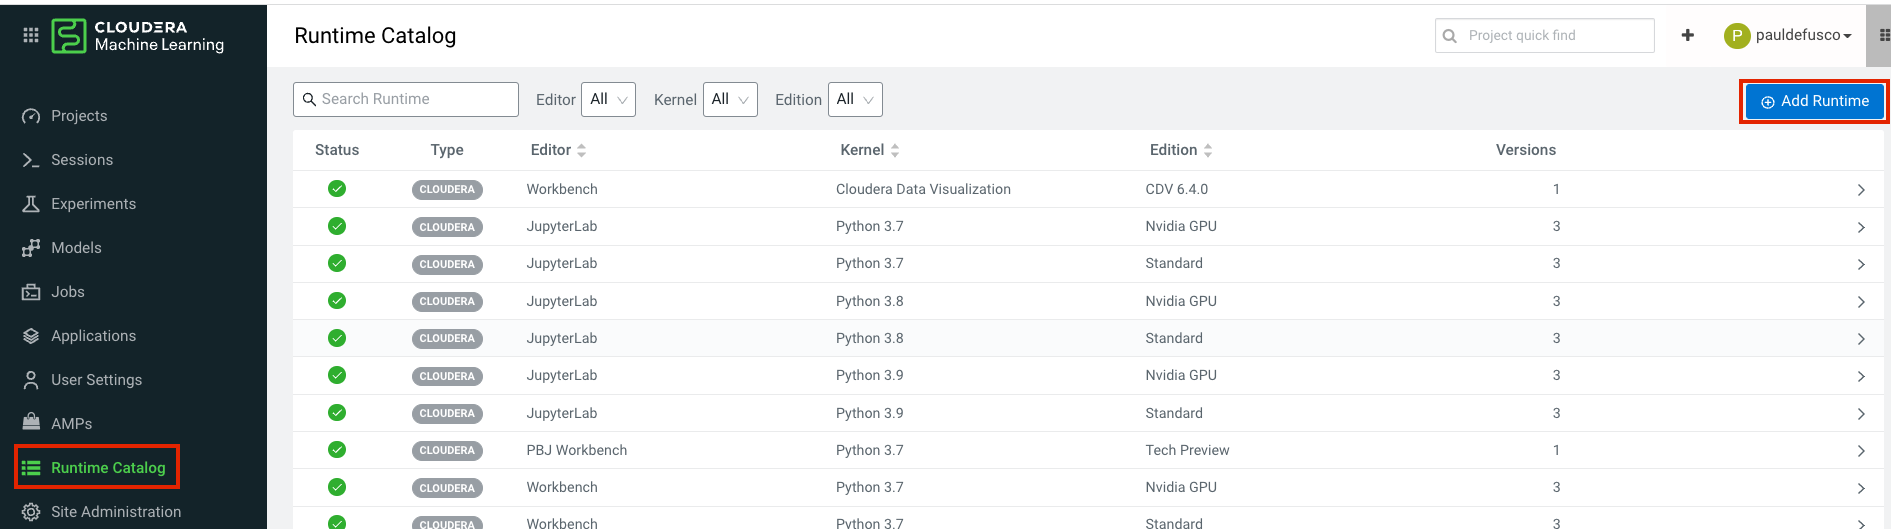 CLOUDERA
Machine Learning
Projects
Sessions
Experiments
Models
Jobs
Applications
User Settings
AMPs
Runtime Catalog
Site Administration
Runtime Catalog
Project quick find
P pauldefusco
Search Runtime Editor All Kernel All Edition All Add Runtime
Status Type Editor Kernel Edition Versions
CLOUDERA Workbench Cloudera Data Visualization CDV 6.4.0 1
CLOUDERA JupyterLab Python 3.7 Nvidia GPU 3
CLOUDERA JupyterLab Python 3.7 Standard 3
CLOUDERA JupyterLab Python 3.8 Nvidia GPU 3
CLOUDERA JupyterLab Python 3.8 Standard 3
CLOUDERA JupyterLab Python 3.9 Nvidia GPU 3
CLOUDERA JupyterLab Python 3.9 Standard 3
CLOUDERA PBJ Workbench Python 3.7 Tech Preview 1
CLOUDERA Workbench Python 3.7 Nvidia GPU 3
CLOUDERA Workbench Python 3.7 Standard 3